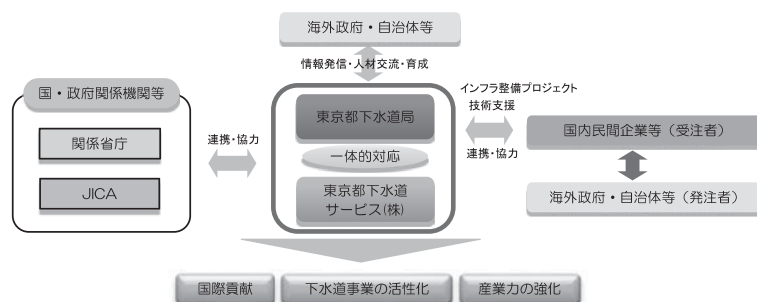 海外政府・自治体等
情報発信・人材交流・育成
国・政府関係機関等
関係省庁
JICA
連携・協力
東京都下水道局
一体的対応
東京都下水道
サービス(株)
インフラ整備プロジェクト
技術支援
連携・協力
国内民間企業等（受注者）
海外政府・自治体等（発注者）
国際貢献
下水道事業の活性化
産業力の強化